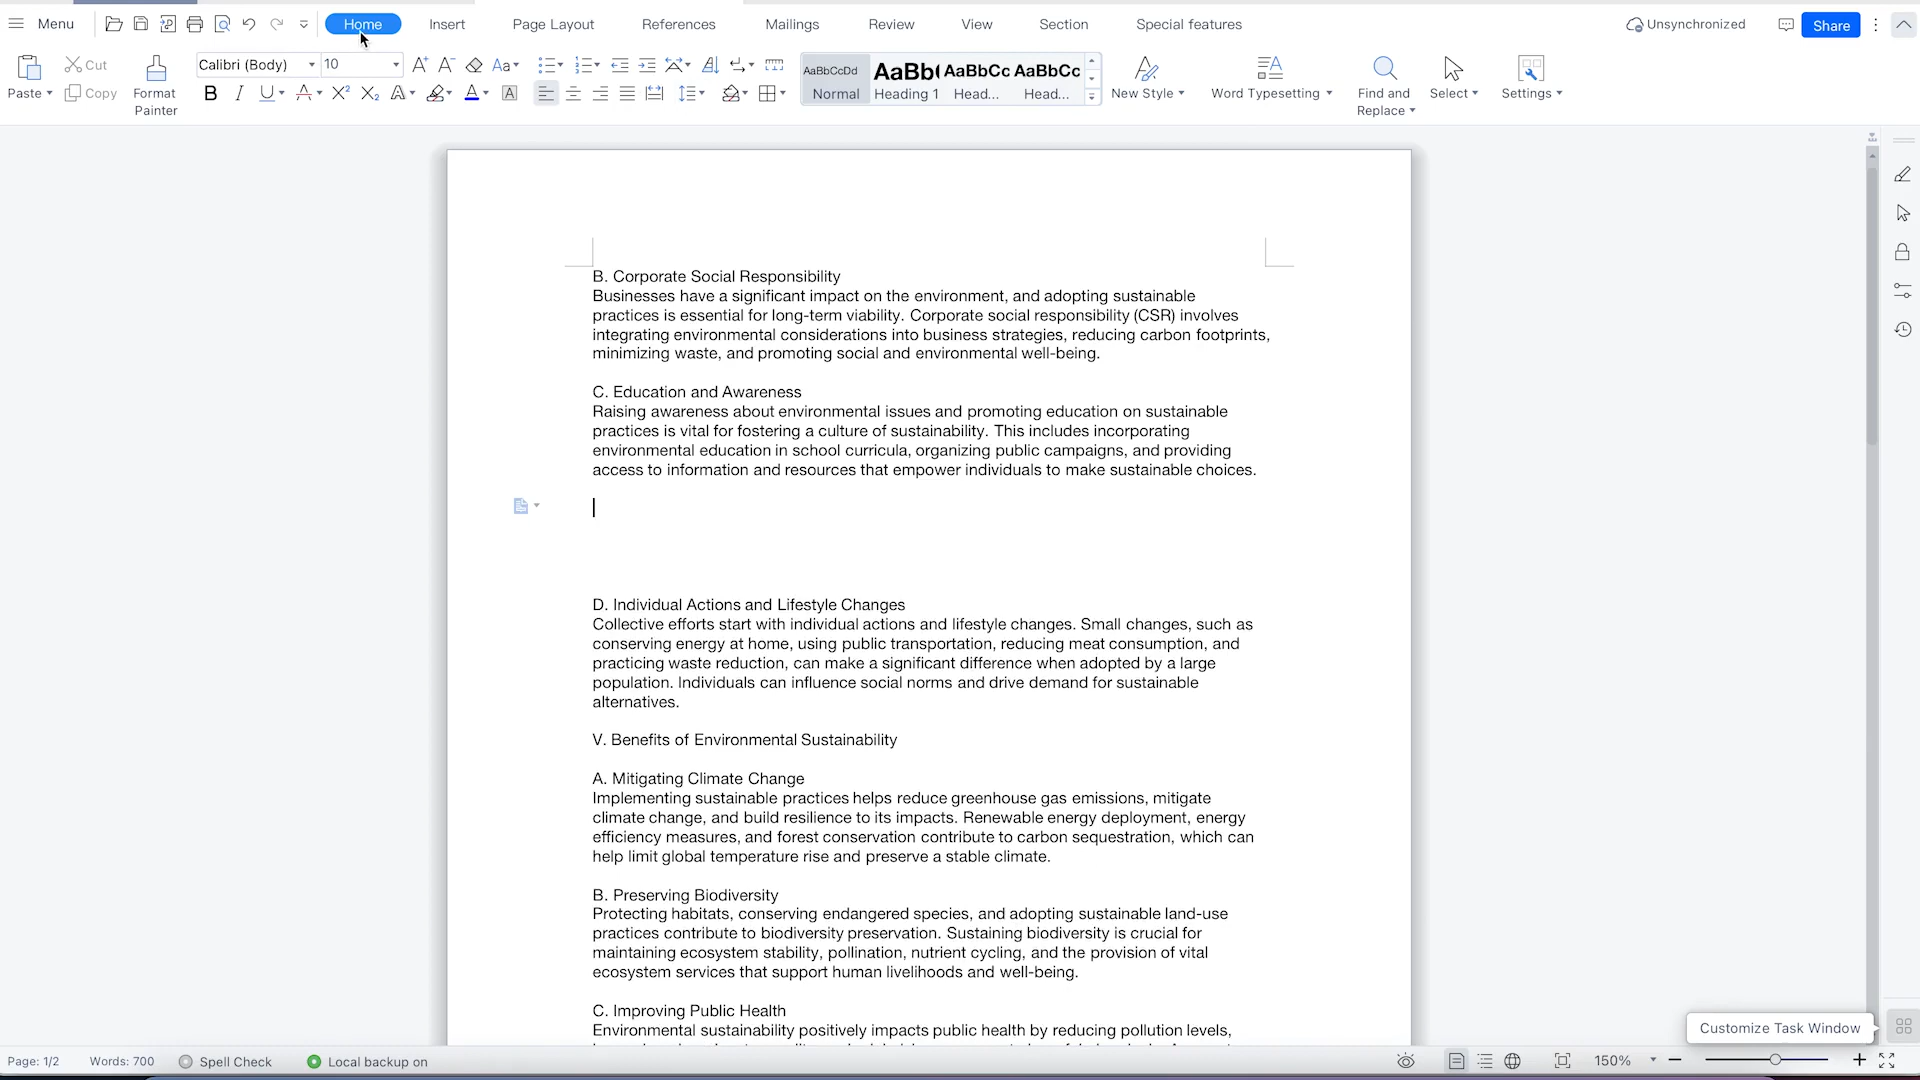 Menu
Home
Insert
Page Layout
References
Mailings
Review
View
Section
Special features
Unsynchronized
Share
Paste
Cut
Copy
Format
Painter
Calibri (Body)
10
AaBbCcDd
Normal
AaBb(
Heading 1
AaBbCc
Head...
AaBbCc
Head...
New Style
Word Typesetting
Find and
Replace
Select
Settings
B. Corporate Social Responsibility
Businesses have a significant impact on the environment, and adopting sustainable
practices is essential for long-term viability. Corporate social responsibility (CSR) involves
integrating environmental considerations into business strategies, reducing carbon footprints,
minimizing waste, and promoting social and environmental well-being.
C. Education and Awareness
Raising awareness about environmental issues and promoting education on sustainable
practices is vital for fostering a culture of sustainability. This includes incorporating
environmental education in school curricula, organizing public campaigns, and providing
access to information and resources that empower individuals to make sustainable choices.
D. Individual Actions and Lifestyle Changes
Collective efforts start with individual actions and lifestyle changes. Small changes, such as
conserving energy at home, using public transportation, reducing meat consumption, and
practicing waste reduction, can make a significant difference when adopted by a large
population. Individuals can influence social norms and drive demand for sustainable
alternatives.
V. Benefits of Environmental Sustainability
A. Mitigating Climate Change
Implementing sustainable practices helps reduce greenhouse gas emissions, mitigate
climate change, and build resilience to its impacts. Renewable energy deployment, energy
efficiency measures, and forest conservation contribute to carbon sequestration, which can
help limit global temperature rise and preserve a stable climate.
B. Preserving Biodiversity
Protecting habitats, conserving endangered species, and adopting sustainable land-use
practices contribute to biodiversity preservation. Sustaining biodiversity is crucial for
maintaining ecosystem stability, pollination, nutrient cycling, and the provision of vital
ecosystem services that support human livelihoods and well-being.
C. Improving Public Health
Environmental sustainability positively impacts public health by reducing pollution levels,
Customize Task Window
Page: 1/2
Words: 700
Spell Check
Local backup on
150%